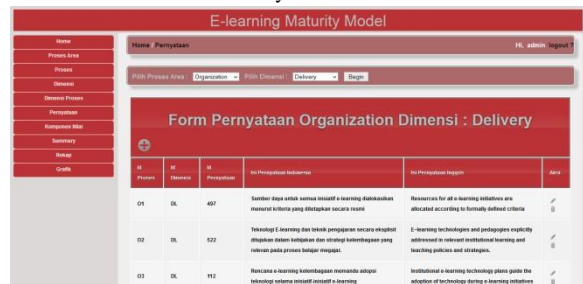 E-learning Maturity Model
Home
Proses Area
Proses
Dimensi
Dimensi Proses
Pernyataan
Komponen Nilai
Summary
Rekap
Grafik
Home / Pernyataan
Hi, admin logout ?
Pilih Proses Area : Organization Pilih Dimensi : Delivery Begin
Form Pernyataan Organization Dimensi : Delivery
Id Proses Id Dimensi Id Pernyataan Isi Pernyataan Indonesia Isi Pernyataan Inggris Aksi
O1 DL 497
Sumber daya untuk semua inisiatif e-learning dialokasikan
menurut kriteria yang ditetapkan secara resmi
Resources for all e-learning initiatives are
allocated according to formally defined criteria
O2 DL 522
Teknologi E-learning dan teknik pengajaran secara eksplisit
ditujukan dalam kebijakan dan strategi kelembagaan yang
relevan pada proses belajar megajar.
E-learning technologies and pedagogies explicitly
addressed in relevant institutional learning and
teaching policies and strategies.
O3 DL 112
Rencana e-learning kelembagaan memandu adopsi
teknologi selama inisiatif-inisiatif e-learning
Institutional e-learning technology plans guide the
adoption of technology during e-learning initiatives